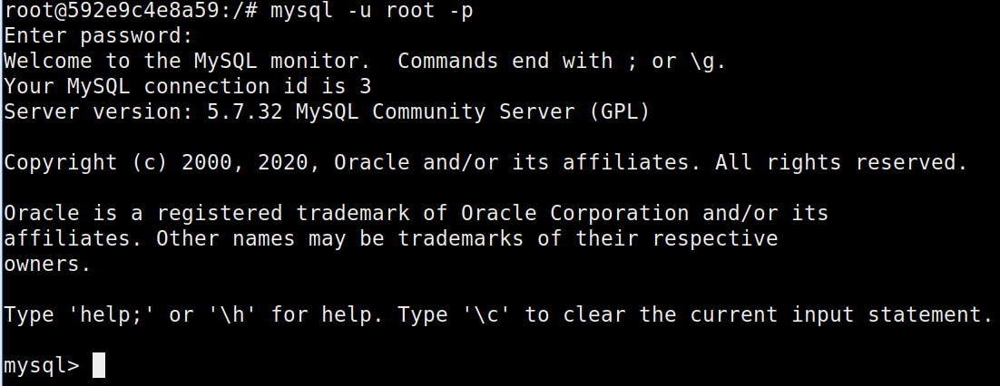 root@592e9c4e8a59:/# mysql -u root -p
Enter password:
Welcome to the MySQL monitor.  Commands end with ; or \g.
Your MySQL connection id is 3
Server version: 5.7.32 MySQL Community Server (GPL)
Copyright (c) 2000, 2020, Oracle and/or its affiliates. All rights reserved.
Oracle is a registered trademark of Oracle Corporation and/or its
affiliates. Other names may be trademarks of their respective
owners.
Type 'help;' or '\h' for help. Type '\c' to clear the current input statement.
mysql>